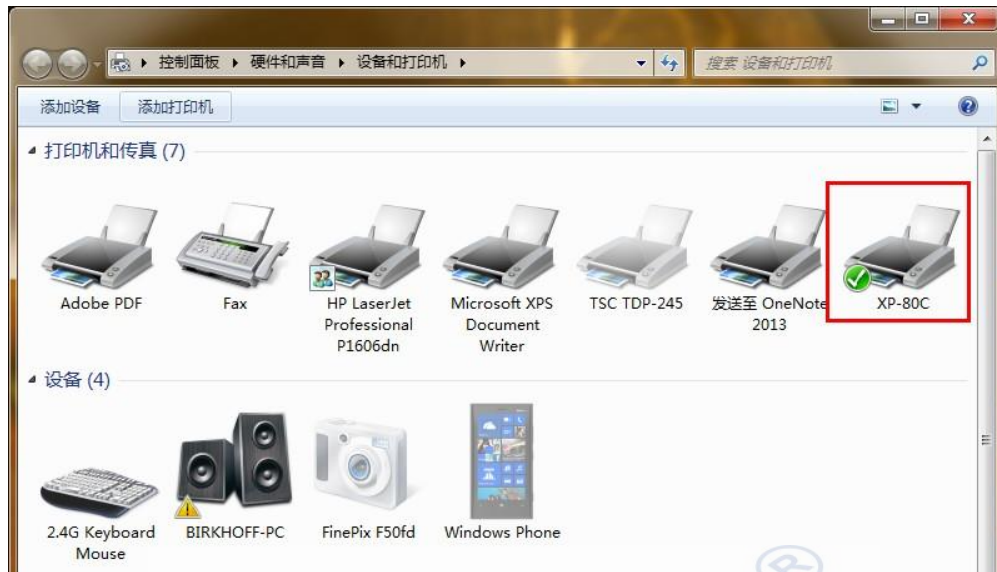 控制面板 ▸ 硬件和声音 ▸ 设备和打印机 ▸
搜索 设备和打印机
添加设备 添加打印机
打印机和传真 (7)
Adobe PDF
Fax
HP LaserJet
Professional
P1606dn
Microsoft XPS
Document
Writer
TSC TDP-245
发送至 OneNote
2013
XP-80C
设备 (4)
2.4G Keyboard
Mouse
BIRKHOFF-PC
FinePix F50fd
Windows Phone
®